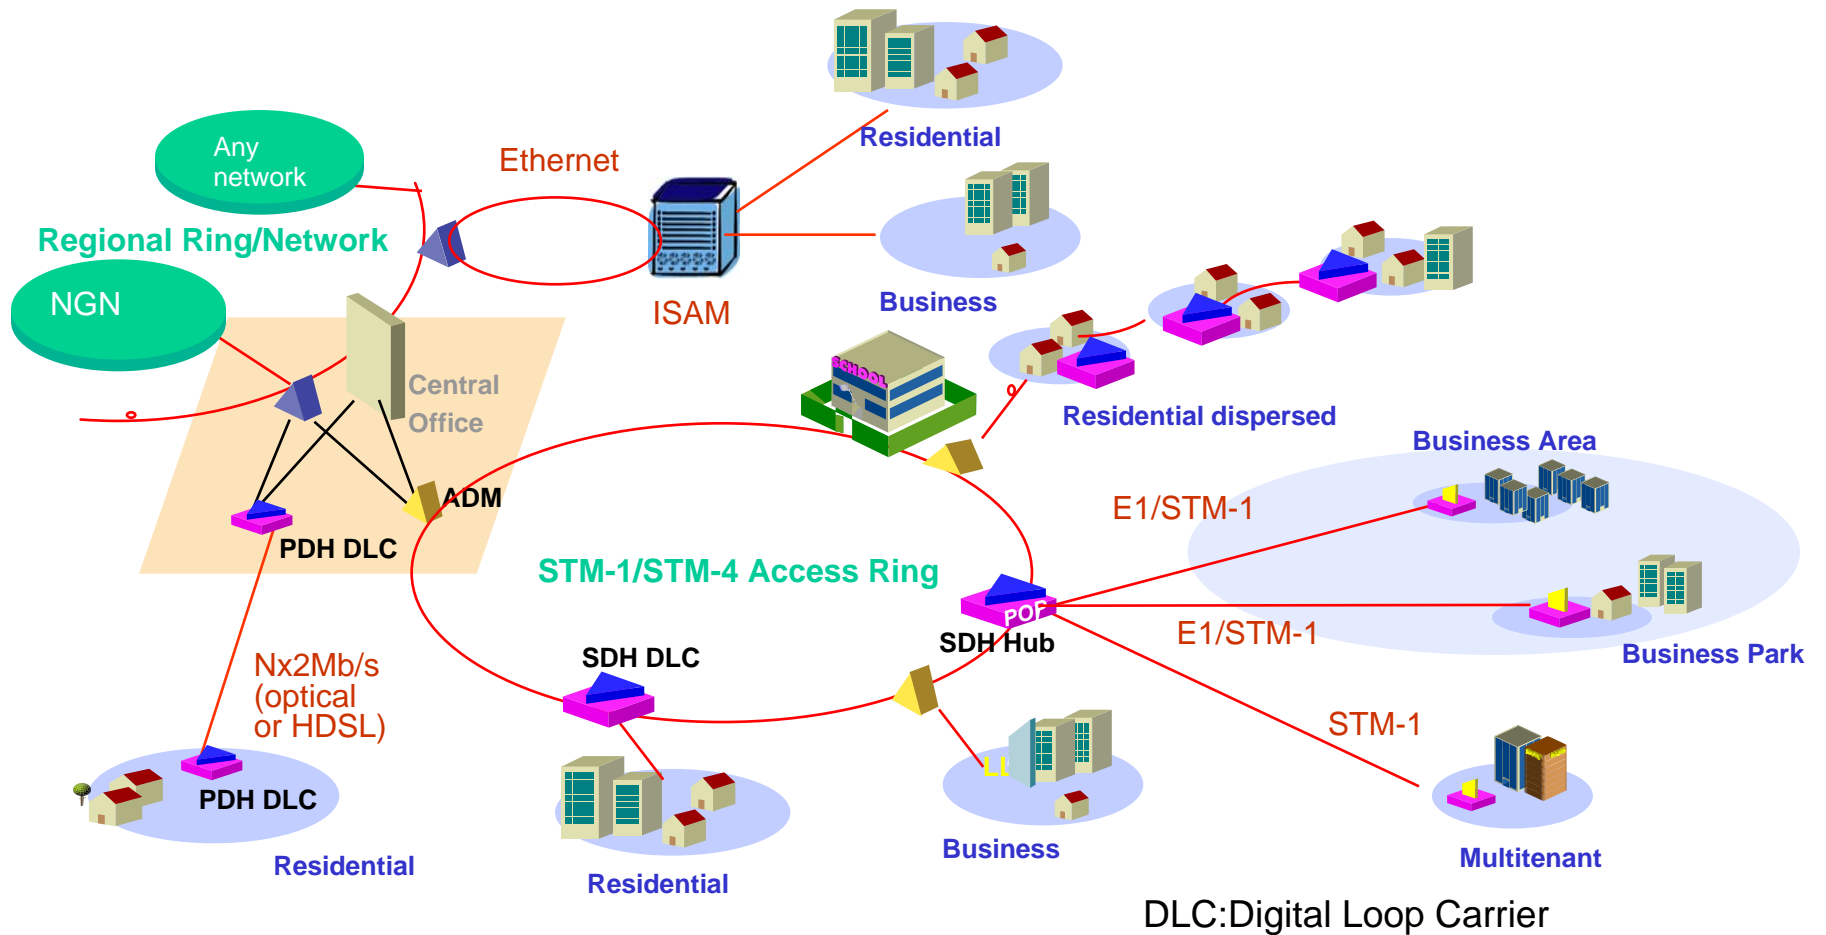 Residential
Any
network
Ethernet
Regional Ring/Network
NGN
ISAM
Business
SCHOOL
Central
Office
Residential dispersed
Business Area
ADM
E1/STM-1
PDH DLC
STM-1/STM-4 Access Ring
POF
SDH Hub
E1/STM-1
Business Park
SDH DLC
Nx2Mb/s
(optical
or HDSL)
STM-1
PDH DLC
Residential
Residential
Business
Multitenant
DLC:Digital Loop Carrier